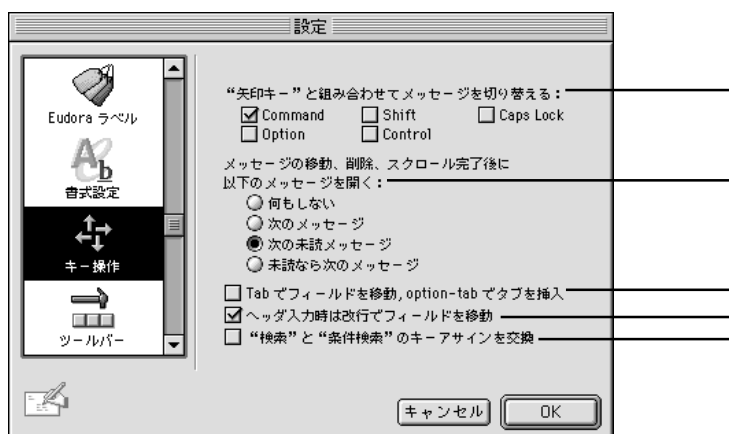 設定
Eudora ラベル
書式設定
キー操作
ツールバー
“矢印キー”と組み合わせてメッセージを切り替える：
Command Shift Caps Lock
Option Control
メッセージの移動、削除、スクロール完了後に
以下のメッセージを開く：
何もしない
次のメッセージ
次の未読メッセージ
未読なら次のメッセージ
Tab でフィールドを移動, option-tab でタブを挿入
ヘッダ入力時は改行でフィールドを移動
“検索”と“条件検索”のキーアサインを交換
キャンセル OK